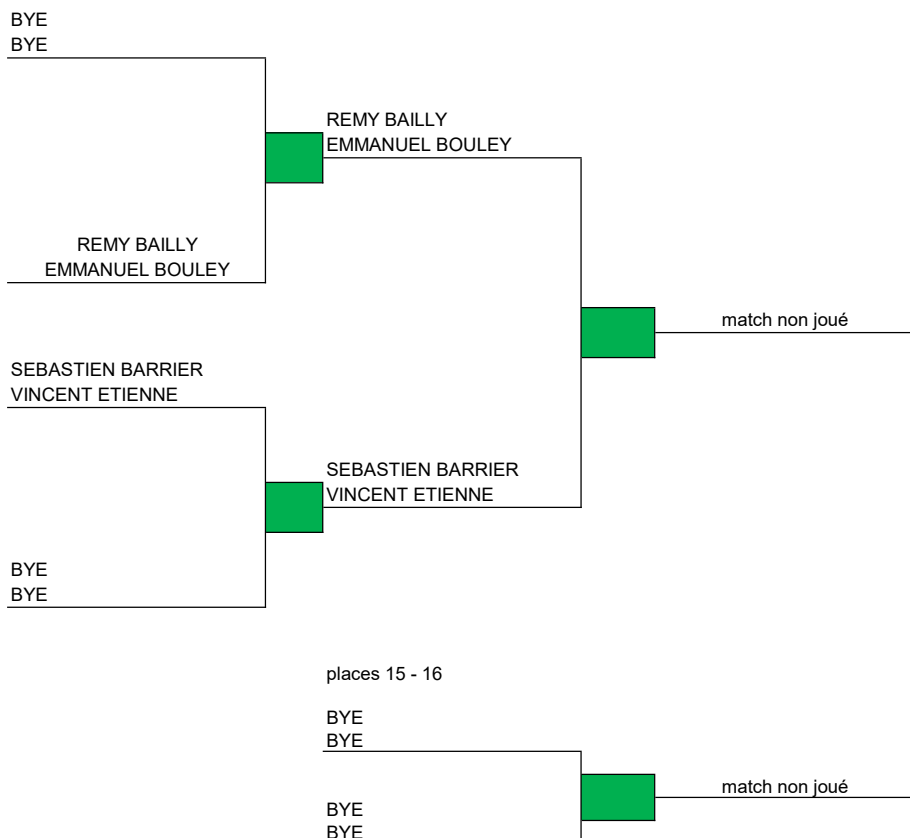 BYE
BYE
REMY BAILLY
EMMANUEL BOULEY
REMY BAILLY
EMMANUEL BOULEY
match non joué
SEBASTIEN BARRIER
VINCENT ETIENNE
SEBASTIEN BARRIER
VINCENT ETIENNE
BYE
BYE
places 15 - 16
BYE
BYE
match non joué
BYE
BYE